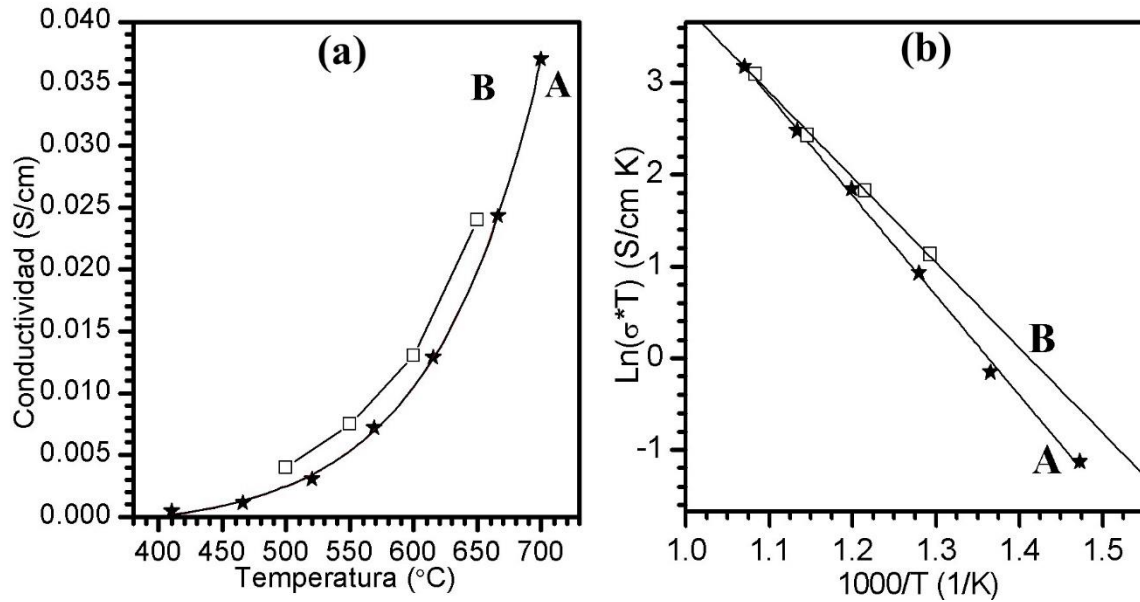 (a)
B
A
Conductividad (S/cm)
0.040
0.035
0.030
0.025
0.020
0.015
0.010
0.005
0.000
400 450 500 550 600 650 700
Temperatura (°C)
(b)
B
A
Ln(σ*T) (S/cm K)
3
2
1
0
-1
1.0 1.1 1.2 1.3 1.4 1.5
1000/T (1/K)